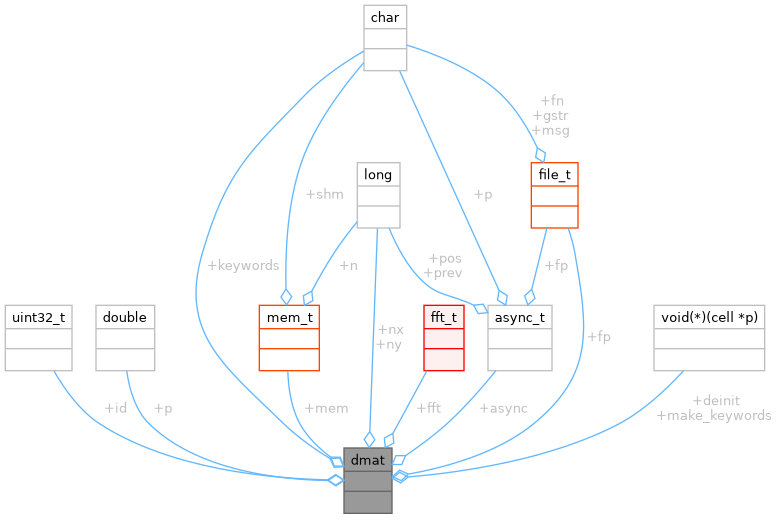 char
+fn
+gstr
+msg
long
file_t
+shm
+p
+pos
+prev
+keywords
+n
+fp
uint32_t
double
mem_t
fft_t
async_t
void(*)(cell *p)
+nx
+ny
+fp
+id
+p
+mem
+fft
+async
+deinit
+make_keywords
dmat